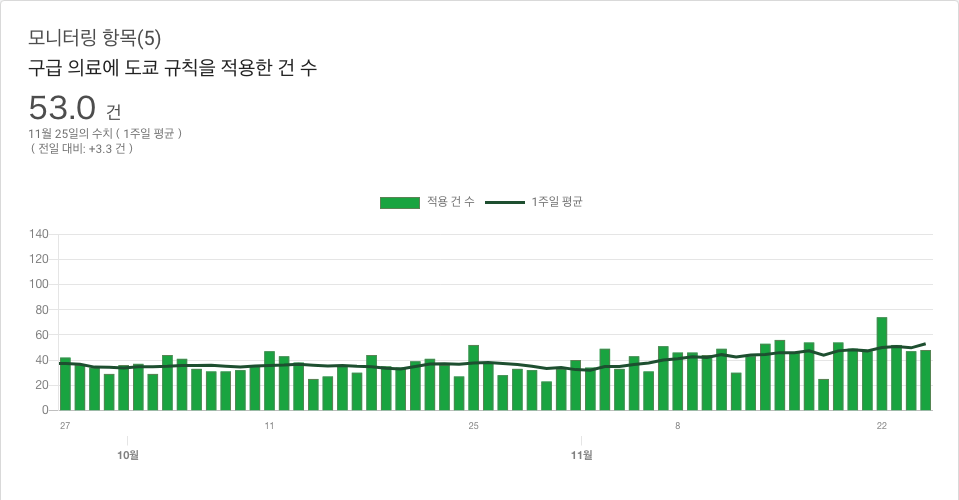 모니터링 항목(5)
구급 의료에 도쿄 규칙을 적용한 건 수
53.0 건
11월 25일의 수치 ( 1주일 평균 )
( 전일 대비: +3.3 건 )
적용 건 수 1주일 평균
140
120
100
80
60
40
20
0
27 11 25 8 22
10월 11월